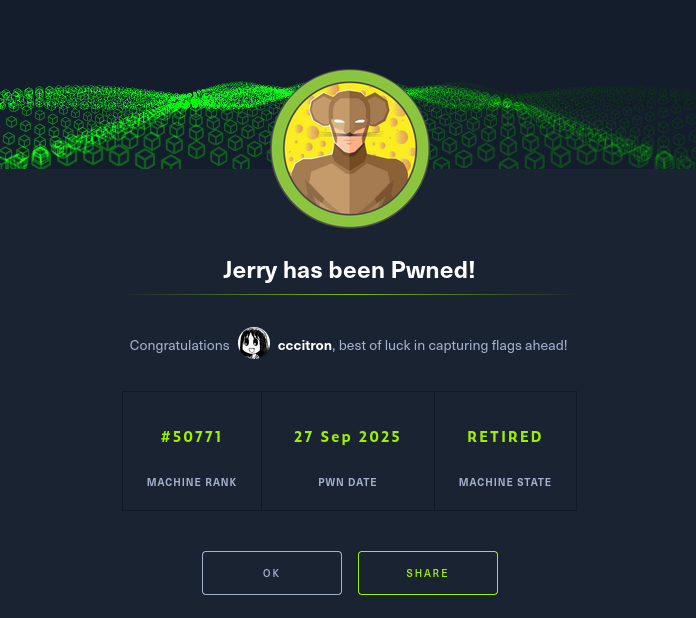 Jerry has been Pwned!
Congratulations cccitron, best of luck in capturing flags ahead!
#50771 27 Sep 2025 RETIRED
MACHINE RANK PWN DATE MACHINE STATE
OK SHARE